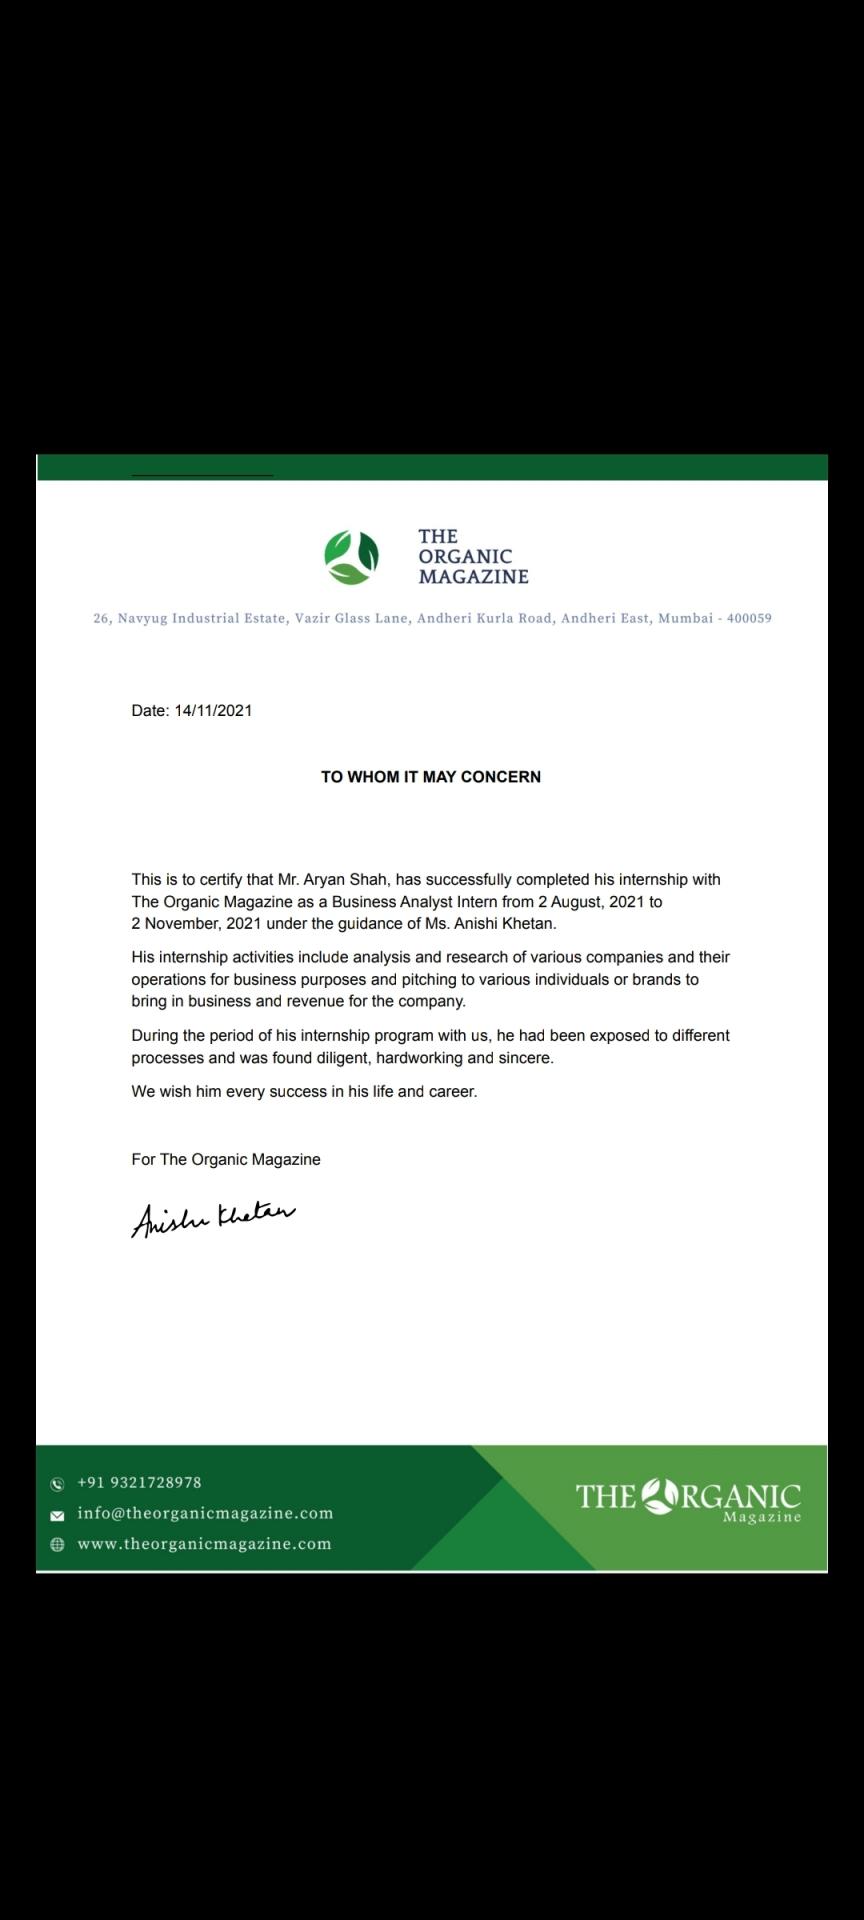 THE
ORGANIC
MAGAZINE
26, Navyug Industrial Estate, Vazir Glass Lane, Andheri Kurla Road, Andheri East, Mumbai - 400059
Date: 14/11/2021
TO WHOM IT MAY CONCERN
This is to certify that Mr. Aryan Shah, has successfully completed his internship with
The Organic Magazine as a Business Analyst Intern from 2 August, 2021 to
2 November, 2021 under the guidance of Ms. Anishi Khetan.
His internship activities include analysis and research of various companies and their
operations for business purposes and pitching to various individuals or brands to
bring in business and revenue for the company.
During the period of his internship program with us, he had been exposed to different
processes and was found diligent, hardworking and sincere.
We wish him every success in his life and career.
For The Organic Magazine
Anishi Khetan
+91 9321728978
info@theorganicmagazine.com
www.theorganicmagazine.com
THE ORGANIC
Magazine